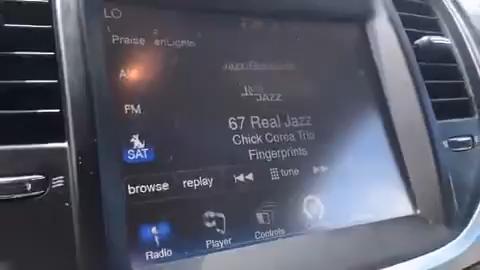 LO
Praise enLighten
AM
FM
SAT
JAZZ
67 Real Jazz
Chick Corea Trio
Fingerprints
browse replay tune
Radio Player Controls